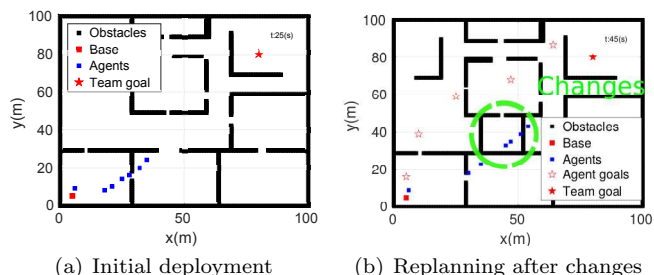 100
80
60
40
20
0
y(m)
0
50
100
x(m)
t:25(s)
Obstacles
Base
Agents
Team goal
(a) Initial deployment
100
80
60
40
20
0
y(m)
0
50
100
x(m)
t:45(s)
Changes
Obstacles
Base
Agents
Agent goals
Team goal
(b) Replanning after changes